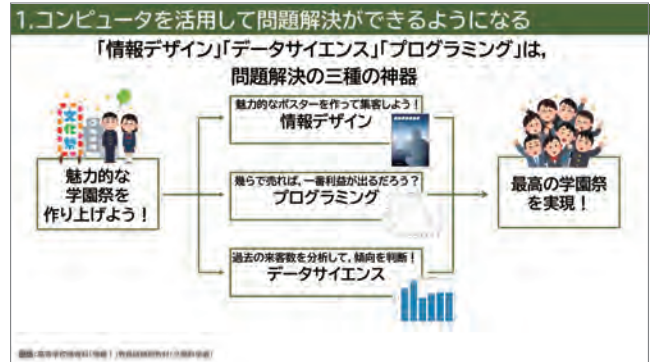 1.コンピュータを活用して問題解決ができるようになる
「情報デザイン」「データサイエンス」「プログラミング」は,
問題解決の三種の神器
文化祭
魅力的な
学園祭を
作り上げよう！
魅力的なポスターを作って集客しよう！
情報デザイン
幾らで売れば,一番利益が出るだろう？
プログラミング
過去の来客数を分析して,傾向を判断！
データサイエンス
最高の学園祭
を実現！